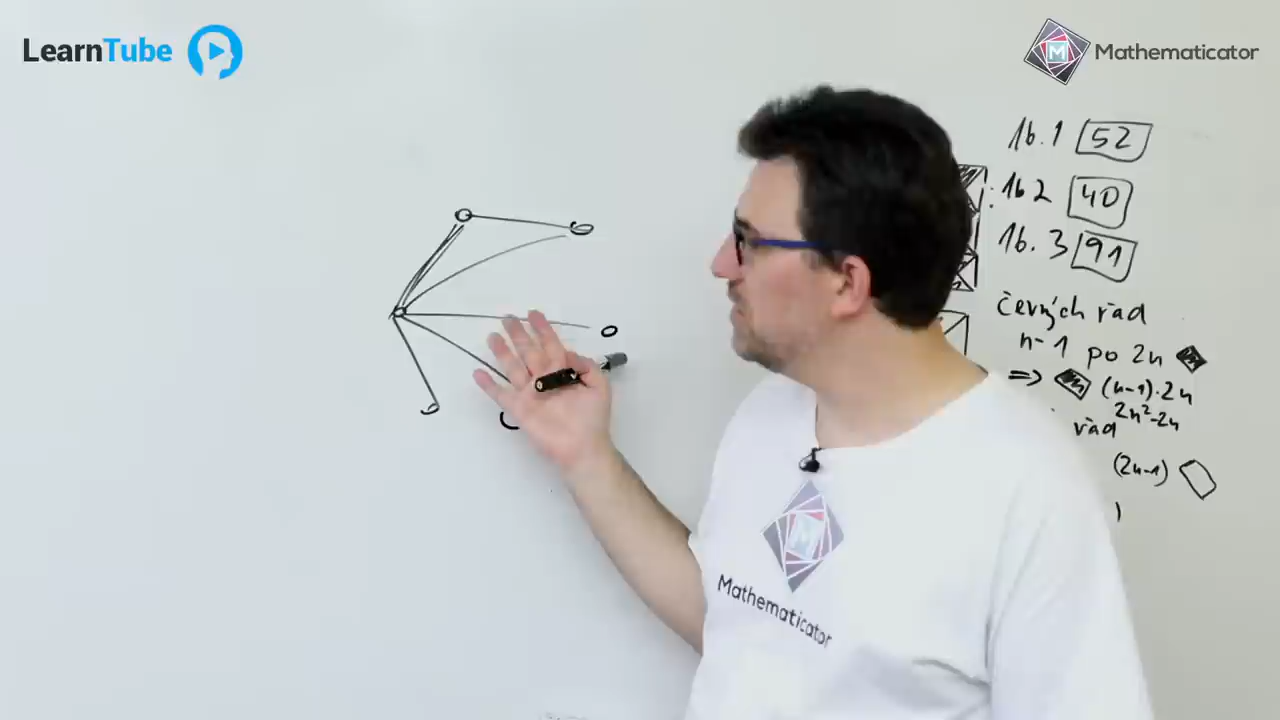 LearnTube
Mathematicator
16.1 52
16.2 40
16.3 91
černých řad
n-1 po 2n
=> (n-1)·2n
2n²-2n
řad
(2n-1)
)
Mathematicator